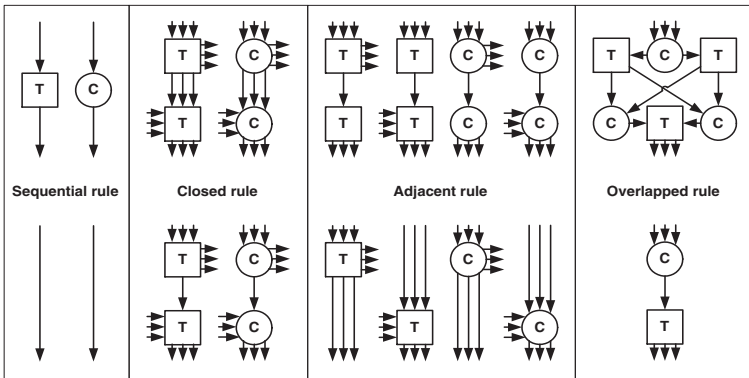 T C T C T T C C T C T
C T C
T C T T C C
Sequential rule Closed rule Adjacent rule Overlapped rule
T C T C C
T C T C T